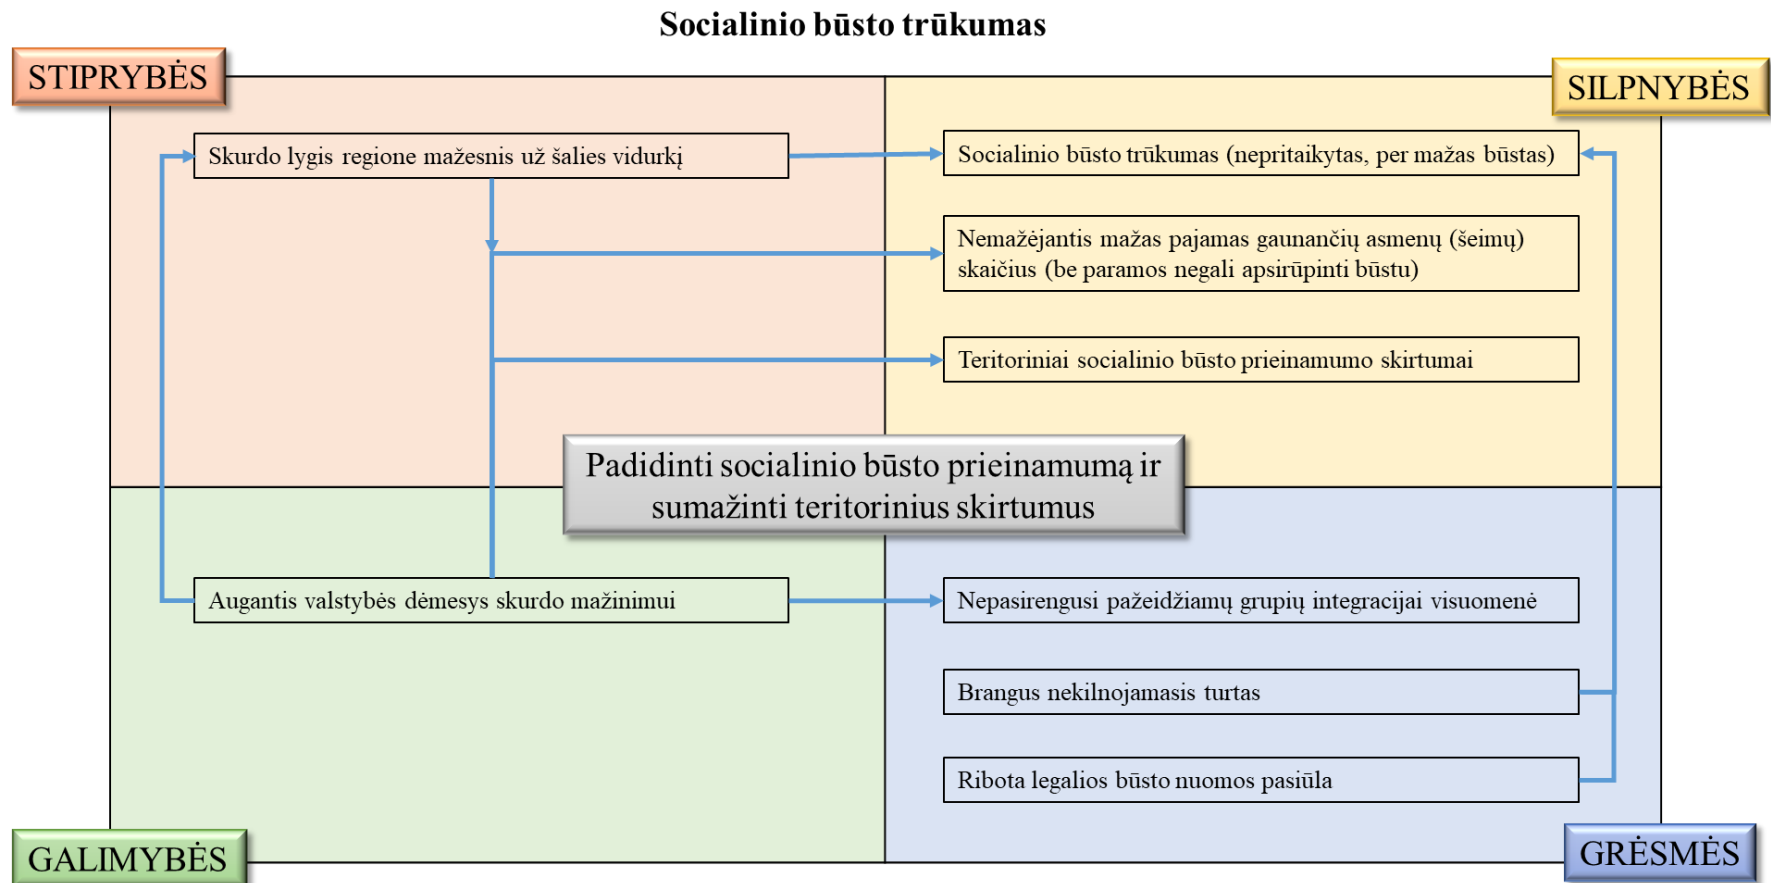 Socialinio būsto trūkumas
STIPRYBĖS
SILPNYBĖS
Skurdo lygis regione mažesnis už šalies vidurkį
Socialinio būsto trūkumas (nepritaikytas, per mažas būstas)
Nemažėjantis mažas pajamas gaunančių asmenų (šeimų)
skaičius (be paramos negali apsirūpinti būstu)
Teritoriniai socialinio būsto prieinamumo skirtumai
Padidinti socialinio būsto prieinamumą ir
sumažinti teritorinius skirtumus
Augantis valstybės dėmesys skurdo mažinimui
Nepasirengusi pažeidžiamų grupių integracijai visuomenė
Brangus nekilnojamasis turtas
Ribota legalios būsto nuomos pasiūla
GALIMYBĖS
GRĖSMĖS